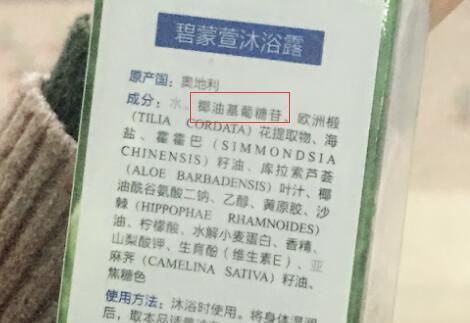 碧蒙萱沐浴露
原产国：奥地利
成分：水、椰油基葡糖苷、欧洲椴
(TILIA CORDATA) 花提取物、海
盐、霍霍巴 (SIMMONDSIA
CHINENSIS) 籽油、库拉索芦荟
(ALOE BARBADENSIS) 叶汁、椰
油酰谷氨酸二钠、乙醇、黄原胶、沙
棘 (HIPPOPHAE RHAMNOIDES)
油、柠檬酸、水解小麦蛋白、香精、
山梨酸钾、生育酚（维生素E）、亚
麻荠 (CAMELINA SATIVA) 籽油、
焦糖色
使用方法：沐浴时使用。将身体湿润
后，取本品适量